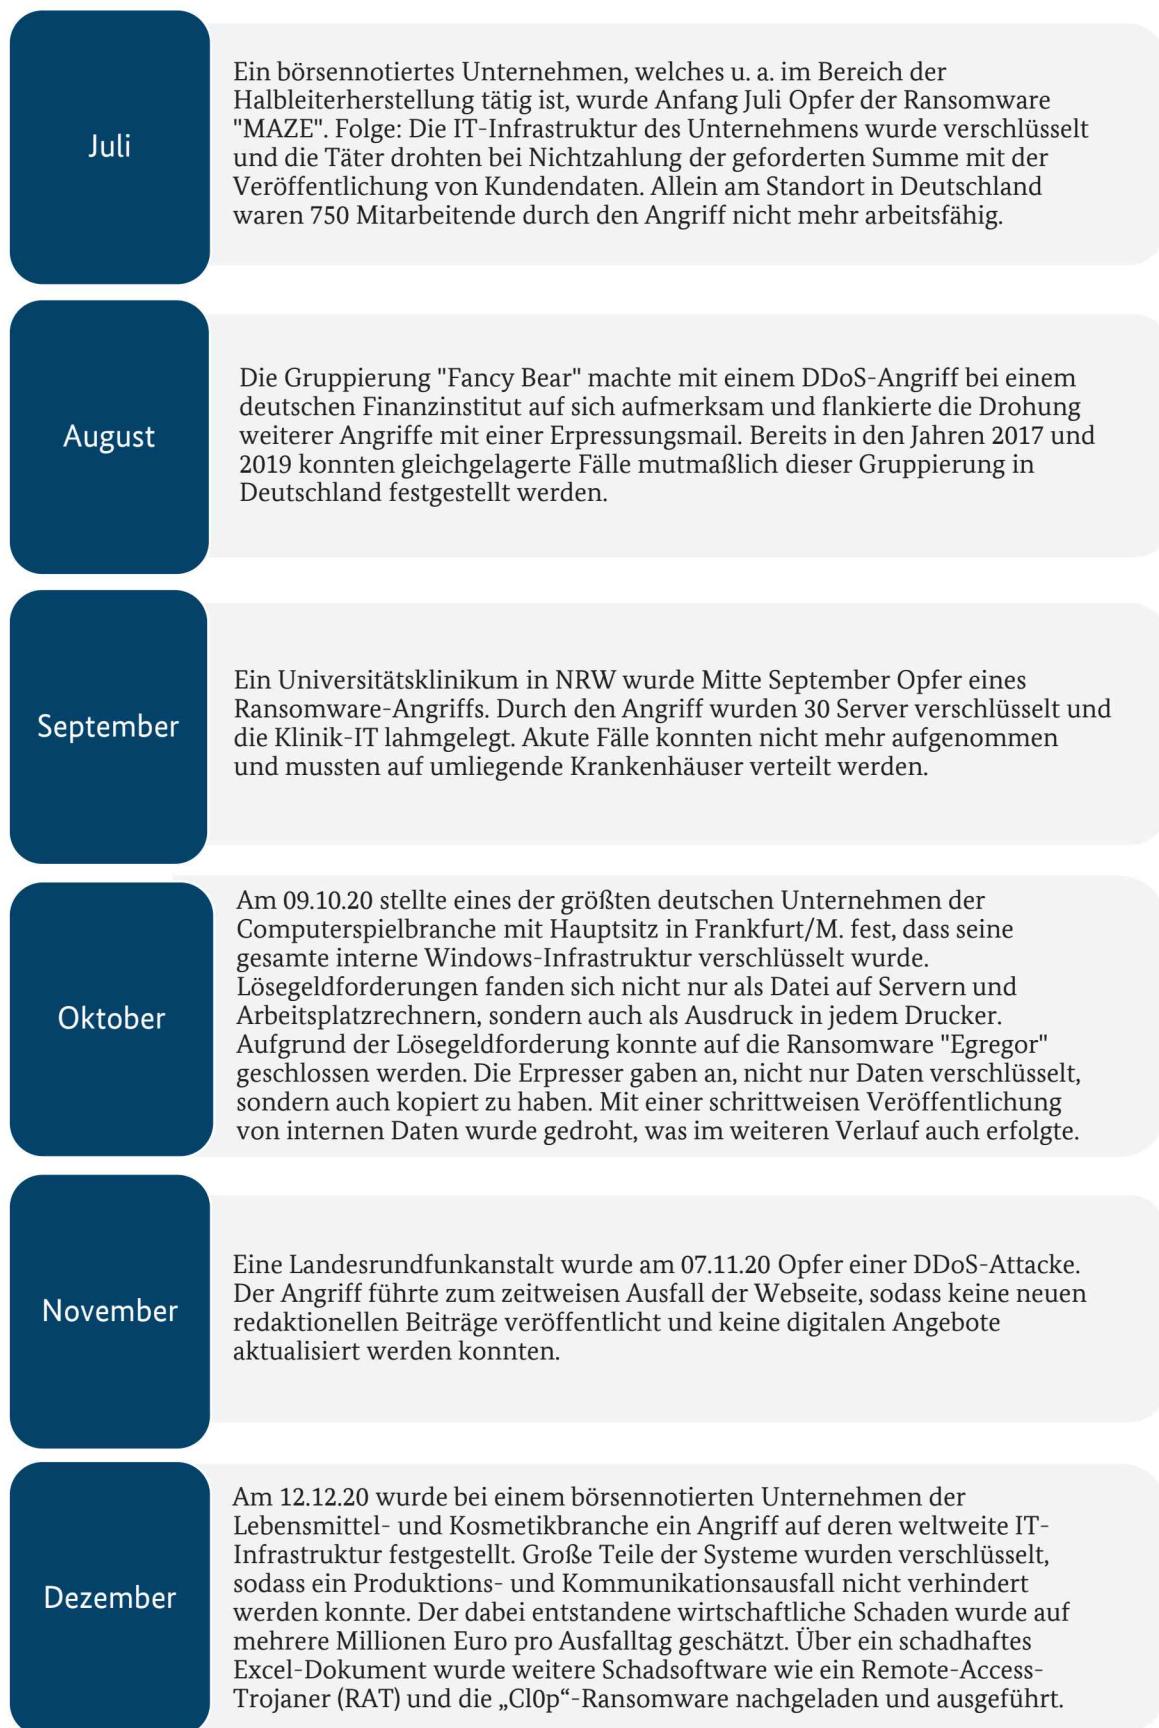 Juli
Ein börsennotiertes Unternehmen, welches u. a. im Bereich der
Halbleiterherstellung tätig ist, wurde Anfang Juli Opfer der Ransomware
"MAZE". Folge: Die IT-Infrastruktur des Unternehmens wurde verschlüsselt
und die Täter drohten bei Nichtzahlung der geforderten Summe mit der
Veröffentlichung von Kundendaten. Allein am Standort in Deutschland
waren 750 Mitarbeitende durch den Angriff nicht mehr arbeitsfähig.
August
Die Gruppierung "Fancy Bear" machte mit einem DDoS-Angriff bei einem
deutschen Finanzinstitut auf sich aufmerksam und flankierte die Drohung
weiterer Angriffe mit einer Erpressungsmail. Bereits in den Jahren 2017 und
2019 konnten gleichgelagerte Fälle mutmaßlich dieser Gruppierung in
Deutschland festgestellt werden.
September
Ein Universitätsklinikum in NRW wurde Mitte September Opfer eines
Ransomware-Angriffs. Durch den Angriff wurden 30 Server verschlüsselt und
die Klinik-IT lahmgelegt. Akute Fälle konnten nicht mehr aufgenommen
und mussten auf umliegende Krankenhäuser verteilt werden.
Oktober
Am 09.10.20 stellte eines der größten deutschen Unternehmen der
Computerspielbranche mit Hauptsitz in Frankfurt/M. fest, dass seine
gesamte interne Windows-Infrastruktur verschlüsselt wurde.
Lösegeldforderungen fanden sich nicht nur als Datei auf Servern und
Arbeitsplatzrechnern, sondern auch als Ausdruck in jedem Drucker.
Aufgrund der Lösegeldforderung konnte auf die Ransomware "Egregor"
geschlossen werden. Die Erpresser gaben an, nicht nur Daten verschlüsselt,
sondern auch kopiert zu haben. Mit einer schrittweisen Veröffentlichung
von internen Daten wurde gedroht, was im weiteren Verlauf auch erfolgte.
November
Eine Landesrundfunkanstalt wurde am 07.11.20 Opfer einer DDoS-Attacke.
Der Angriff führte zum zeitweisen Ausfall der Webseite, sodass keine neuen
redaktionellen Beiträge veröffentlicht und keine digitalen Angebote
aktualisiert werden konnten.
Dezember
Am 12.12.20 wurde bei einem börsennotierten Unternehmen der
Lebensmittel- und Kosmetikbranche ein Angriff auf deren weltweite IT-
Infrastruktur festgestellt. Große Teile der Systeme wurden verschlüsselt,
sodass ein Produktions- und Kommunikationsausfall nicht verhindert
werden konnte. Der dabei entstandene wirtschaftliche Schaden wurde auf
mehrere Millionen Euro pro Ausfalltag geschätzt. Über ein schadhaftes
Excel-Dokument wurde weitere Schadsoftware wie ein Remote-Access-
Trojaner (RAT) und die „Cl0p“-Ransomware nachgeladen und ausgeführt.